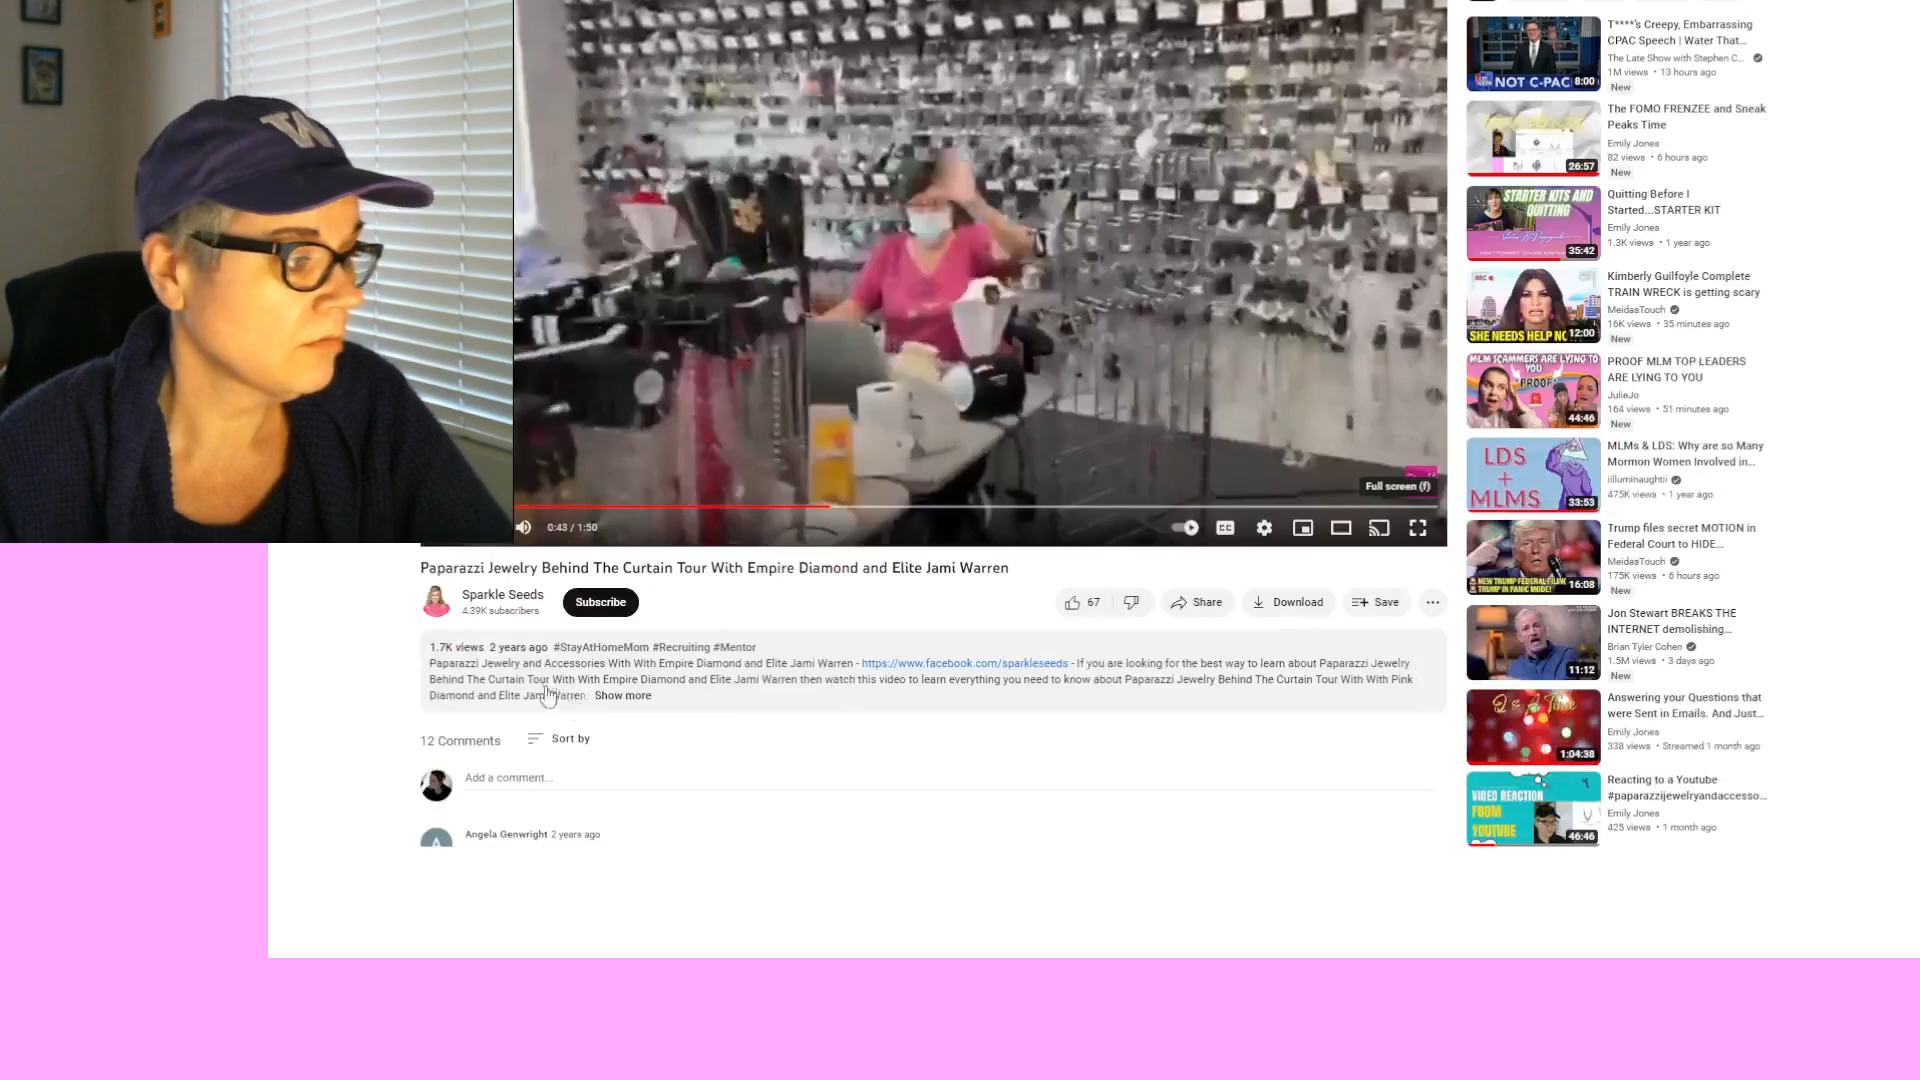 W
Full screen (f)
0:43 / 1:50
CC
Paparazzi Jewelry Behind The Curtain Tour With Empire Diamond and Elite Jami Warren
Sparkle Seeds
4.39K subscribers
Subscribe
67
Share
Download
Save
1.7K views 2 years ago #StayAtHomeMom #Recruiting #Mentor
Paparazzi Jewelry and Accessories With With Empire Diamond and Elite Jami Warren - https://www.facebook.com/sparkleseeds - If you are looking for the best way to learn about Paparazzi Jewelry
Behind The Curtain Tour With With Empire Diamond and Elite Jami Warren then watch this video to learn everything you need to know about Paparazzi Jewelry Behind The Curtain Tour With With Pink
Diamond and Elite Jami Warren Show more
12 Comments
Sort by
Add a comment...
A
Angela Genwright 2 years ago
NOT C-PAC
8:00
T****'s Creepy, Embarrassing
CPAC Speech | Water That...
The Late Show with Stephen C...
1M views • 13 hours ago
New
26:57
The FOMO FRENZEE and Sneak
Peaks Time
Emily Jones
82 views • 6 hours ago
New
STARTER KITS AND
QUITTING
35:42
Quitting Before I
Started...STARTER KIT
Emily Jones
1.3K views • 1 year ago
SHE NEEDS HELP NO
12:00
Kimberly Guilfoyle Complete
TRAIN WRECK is getting scary
MeidasTouch
16K views • 35 minutes ago
New
MLM SCAMMERS ARE LYING TO
YOU
PROOF
44:46
PROOF MLM TOP LEADERS
ARE LYING TO YOU
JulieJo
164 views • 51 minutes ago
New
LDS
+
MLMS
33:53
MLMs & LDS: Why are so Many
Mormon Women Involved in...
iilluminaughtii
475K views • 1 year ago
NEW TRUMP FEDERAL FILING
TRUMP IN PANIC MODE!
16:08
Trump files secret MOTION in
Federal Court to HIDE...
MeidasTouch
175K views • 6 hours ago
New
11:12
Jon Stewart BREAKS THE
INTERNET demolishing...
Brian Tyler Cohen
1.5M views • 3 days ago
New
Q & A Time
1:04:38
Answering your Questions that
were Sent in Emails. And Just...
Emily Jones
338 views • Streamed 1 month ago
VIDEO REACTION
FROM
YOUTUBE
46:46
Reacting to a Youtube
#paparazzijewelryandaccesso...
Emily Jones
425 views • 1 month ago